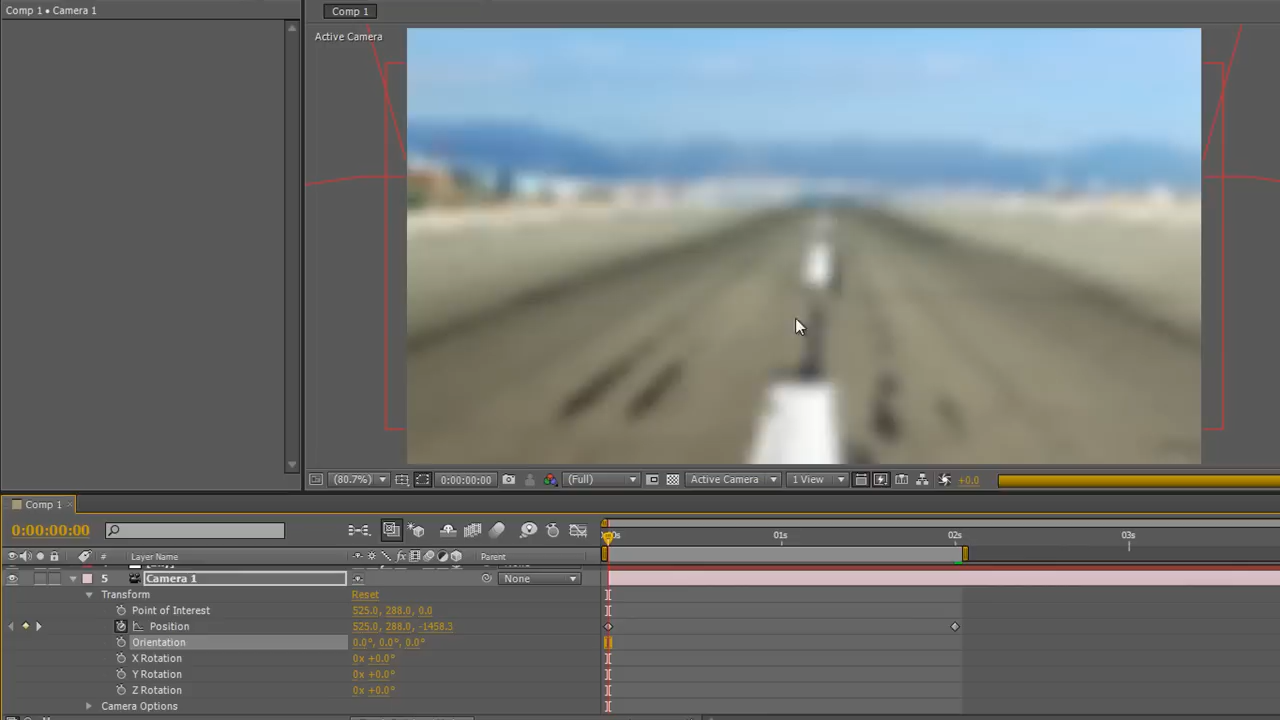 Comp 1 • Camera 1
Comp 1
Active Camera
(80.7%) 0:00:00:00 (Full) Active Camera 1 View +0.0
Comp 1
0:00:00:00
# Layer Name Parent
01s 02s 03s
5 Camera 1 None
Transform Reset
Point of Interest 525.0, 288.0, 0.0
Position 525.0, 288.0, -1458.3
Orientation 0.0°, 0.0°, 0.0°
X Rotation 0x +0.0°
Y Rotation 0x +0.0°
Z Rotation 0x +0.0°
Camera Options